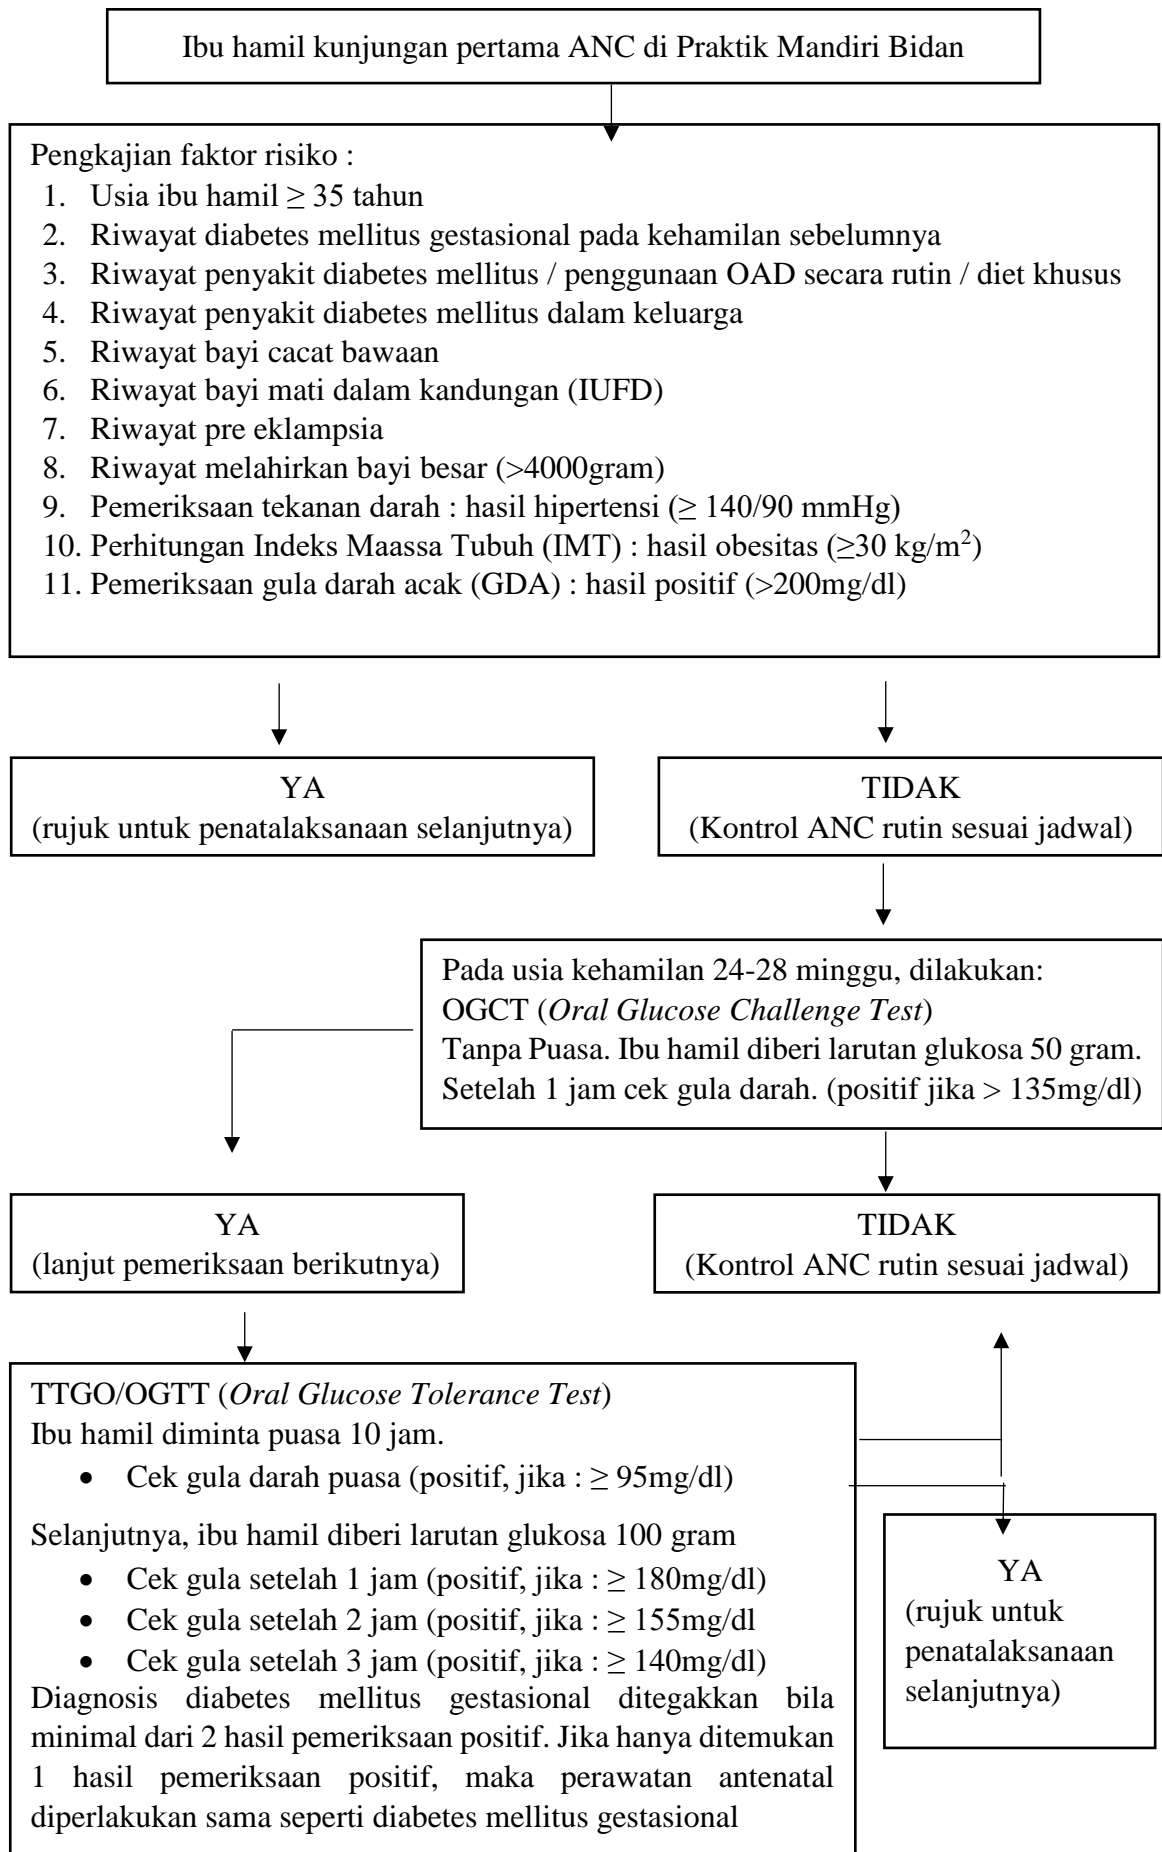 Ibu hamil kunjungan pertama ANC di Praktik Mandiri Bidan
Pengkajian faktor risiko :
1. Usia ibu hamil ≥ 35 tahun
2. Riwayat diabetes mellitus gestasional pada kehamilan sebelumnya
3. Riwayat penyakit diabetes mellitus / penggunaan OAD secara rutin / diet khusus
4. Riwayat penyakit diabetes mellitus dalam keluarga
5. Riwayat bayi cacat bawaan
6. Riwayat bayi mati dalam kandungan (IUFD)
7. Riwayat pre eklampsia
8. Riwayat melahirkan bayi besar (>4000gram)
9. Pemeriksaan tekanan darah : hasil hipertensi (≥ 140/90 mmHg)
10. Perhitungan Indeks Maassa Tubuh (IMT) : hasil obesitas (≥30 kg/m²)
11. Pemeriksaan gula darah acak (GDA) : hasil positif (>200mg/dl)
YA
(rujuk untuk penatalaksanaan selanjutnya)
TIDAK
(Kontrol ANC rutin sesuai jadwal)
Pada usia kehamilan 24-28 minggu, dilakukan:
OGCT (Oral Glucose Challenge Test)
Tanpa Puasa. Ibu hamil diberi larutan glukosa 50 gram.
Setelah 1 jam cek gula darah. (positif jika > 135mg/dl)
YA
(lanjut pemeriksaan berikutnya)
TIDAK
(Kontrol ANC rutin sesuai jadwal)
TTGO/OGTT (Oral Glucose Tolerance Test)
Ibu hamil diminta puasa 10 jam.
• Cek gula darah puasa (positif, jika : ≥ 95mg/dl)
Selanjutnya, ibu hamil diberi larutan glukosa 100 gram
• Cek gula setelah 1 jam (positif, jika : ≥ 180mg/dl)
• Cek gula setelah 2 jam (positif, jika : ≥ 155mg/dl
• Cek gula setelah 3 jam (positif, jika : ≥ 140mg/dl)
Diagnosis diabetes mellitus gestasional ditegakkan bila
minimal dari 2 hasil pemeriksaan positif. Jika hanya ditemukan
1 hasil pemeriksaan positif, maka perawatan antenatal
diperlakukan sama seperti diabetes mellitus gestasional
YA
(rujuk untuk
penatalaksanaan
selanjutnya)